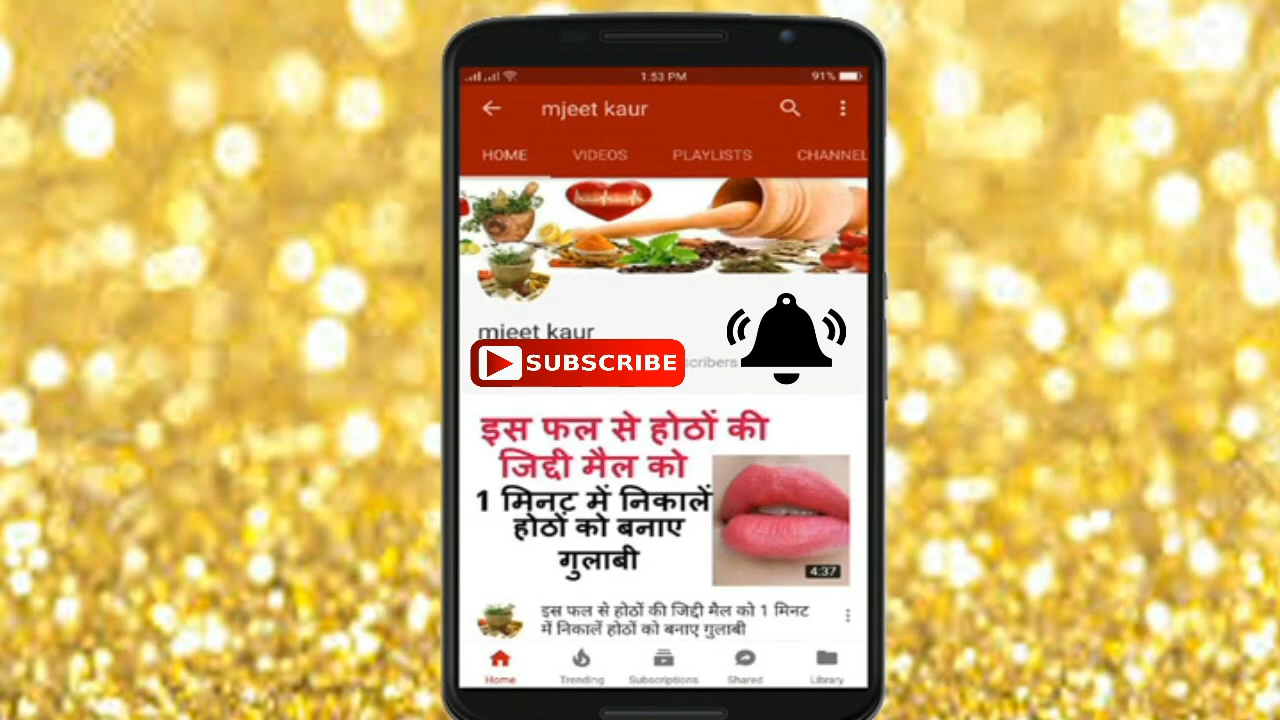 1:53 PM 91%
mjeet kaur
HOME VIDEOS PLAYLISTS CHANNEL
mjeet kaur
SUBSCRIBE scribers
इस फल से होठों की
जिद्दी मैल को
1 मिनट में निकालें
होठों को बनाए
गुलाबी
4:37
इस फल से होठों की जिद्दी मैल को 1 मिनट
में निकालें होठों को बनाए गुलाबी
Home Trending Subscriptions Shared Library